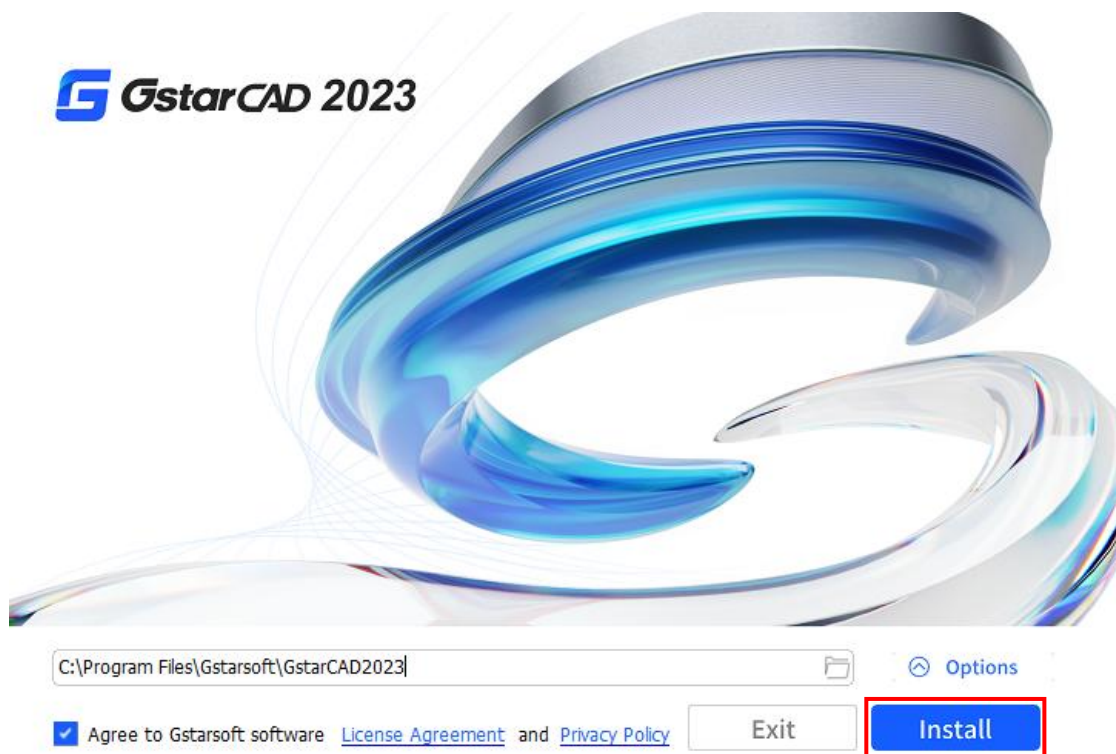 GstarCAD 2023
C:\Program Files\Gstarsoft\GstarCAD2023
Options
Agree to Gstarsoft software License Agreement and Privacy Policy
Exit
Install